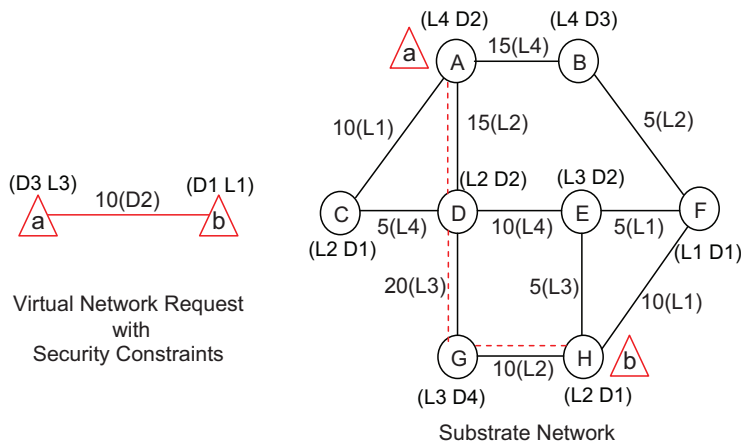 (L4 D2)
(L4 D3)
a
A
15(L4)
B
10(L1)
15(L2)
5(L2)
(D3 L3)
10(D2)
(D1 L1)
a
b
(L2 D2)
(L3 D2)
C
5(L4)
D
10(L4)
E
5(L1)
F
(L2 D1)
(L1 D1)
20(L3)
5(L3)
10(L1)
Virtual Network Request
with
Security Constraints
G
10(L2)
H
b
(L3 D4)
(L2 D1)
Substrate Network